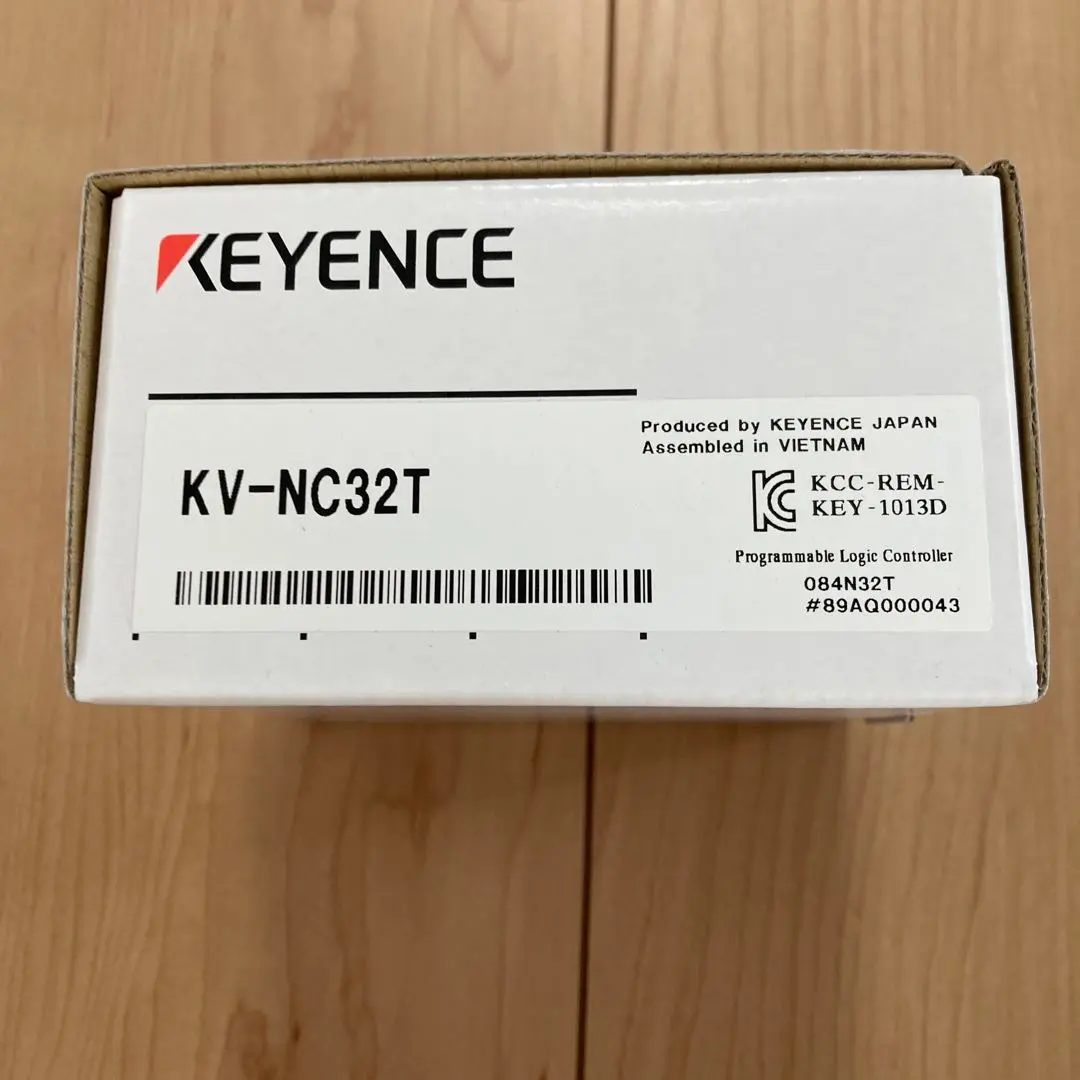 KEYENCE
Produced by KEYENCE JAPAN
Assembled in VIETNAM
KV-NC32T
KCC-REM-
KEY-1013D
Programmable Logic Controller
084N32T
#89AQ000043